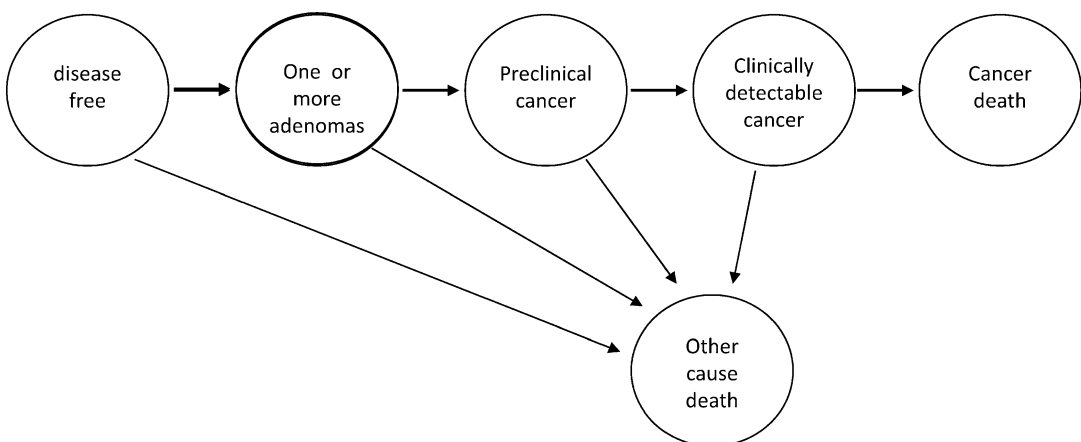 disease
free
One or
more
adenomas
Preclinical
cancer
Clinically
detectable
cancer
Cancer
death
Other
cause
death